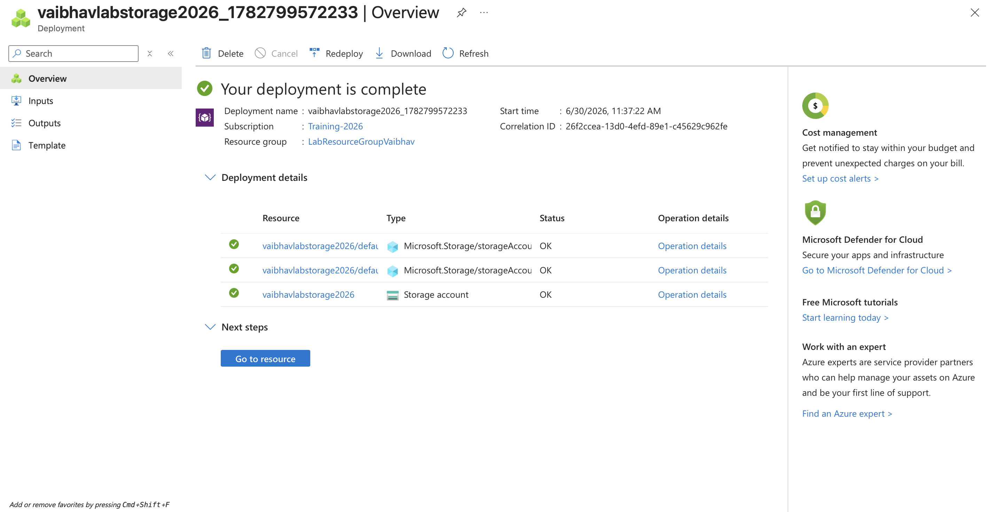 vaibhavlabstorage2026_1782799572233 | Overview
Deployment
Search
Overview
Inputs
Outputs
Template
Add or remove favorites by pressing Cmd+Shift+F
Delete Cancel Redeploy Download Refresh
Your deployment is complete
Deployment name : vaibhavlabstorage2026_1782799572233
Subscription : Training-2026
Resource group : LabResourceGroupVaibhav
Start time : 6/30/2026, 11:37:22 AM
Correlation ID : 26f2ccea-13d0-4efd-89e1-c45629c962fe
Deployment details
Resource Type Status Operation details
vaibhavlabstorage2026/defau Microsoft.Storage/storageAccou OK Operation details
vaibhavlabstorage2026/defau Microsoft.Storage/storageAccou OK Operation details
vaibhavlabstorage2026 Storage account OK Operation details
Next steps
Go to resource
$
Cost management
Get notified to stay within your budget and
prevent unexpected charges on your bill.
Set up cost alerts >
Microsoft Defender for Cloud
Secure your apps and infrastructure
Go to Microsoft Defender for Cloud >
Free Microsoft tutorials
Start learning today >
Work with an expert
Azure experts are service provider partners
who can help manage your assets on Azure
and be your first line of support.
Find an Azure expert >